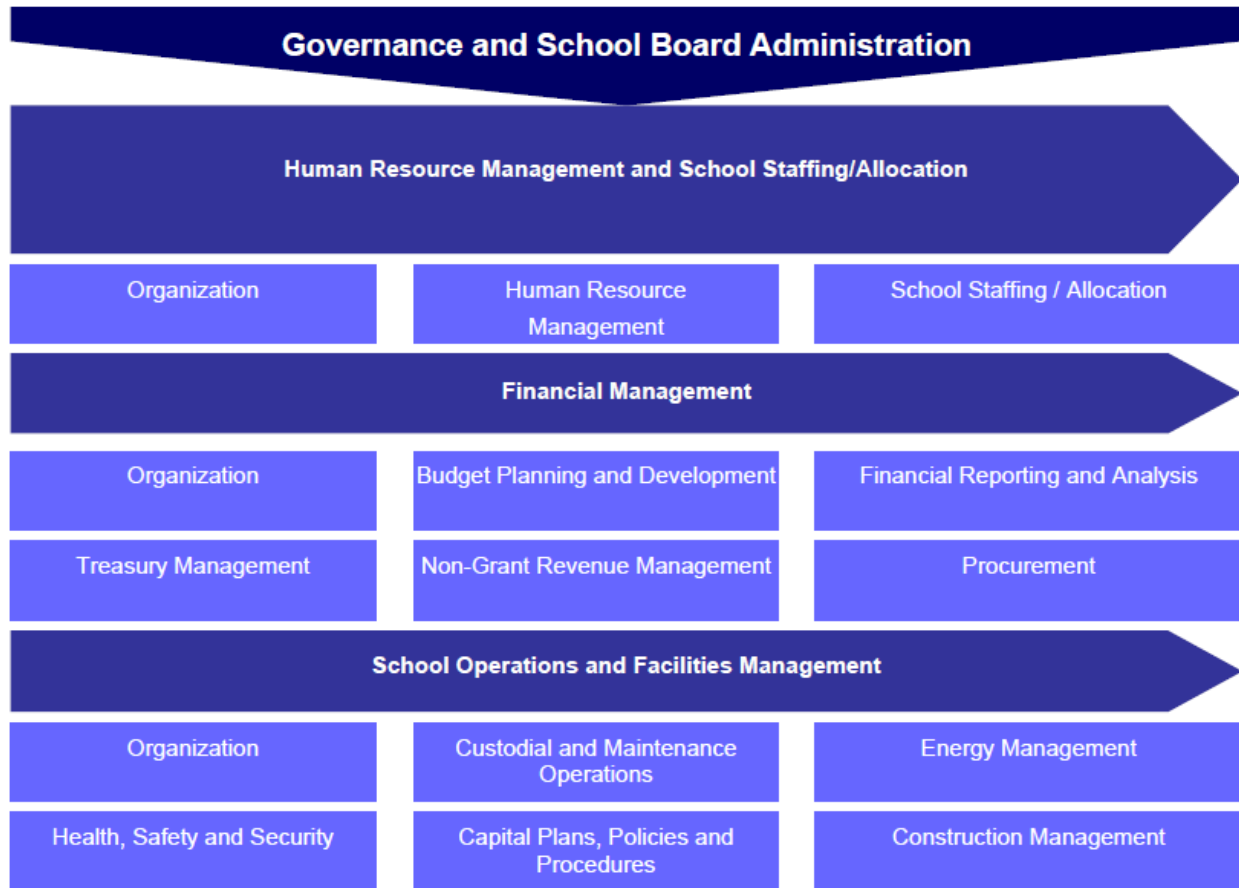 Governance and School Board Administration
Human Resource Management and School Staffing/Allocation
Organization
Human Resource
Management
School Staffing / Allocation
Financial Management
Organization
Budget Planning and Development
Financial Reporting and Analysis
Treasury Management
Non-Grant Revenue Management
Procurement
School Operations and Facilities Management
Organization
Custodial and Maintenance
Operations
Energy Management
Health, Safety and Security
Capital Plans, Policies and
Procedures
Construction Management